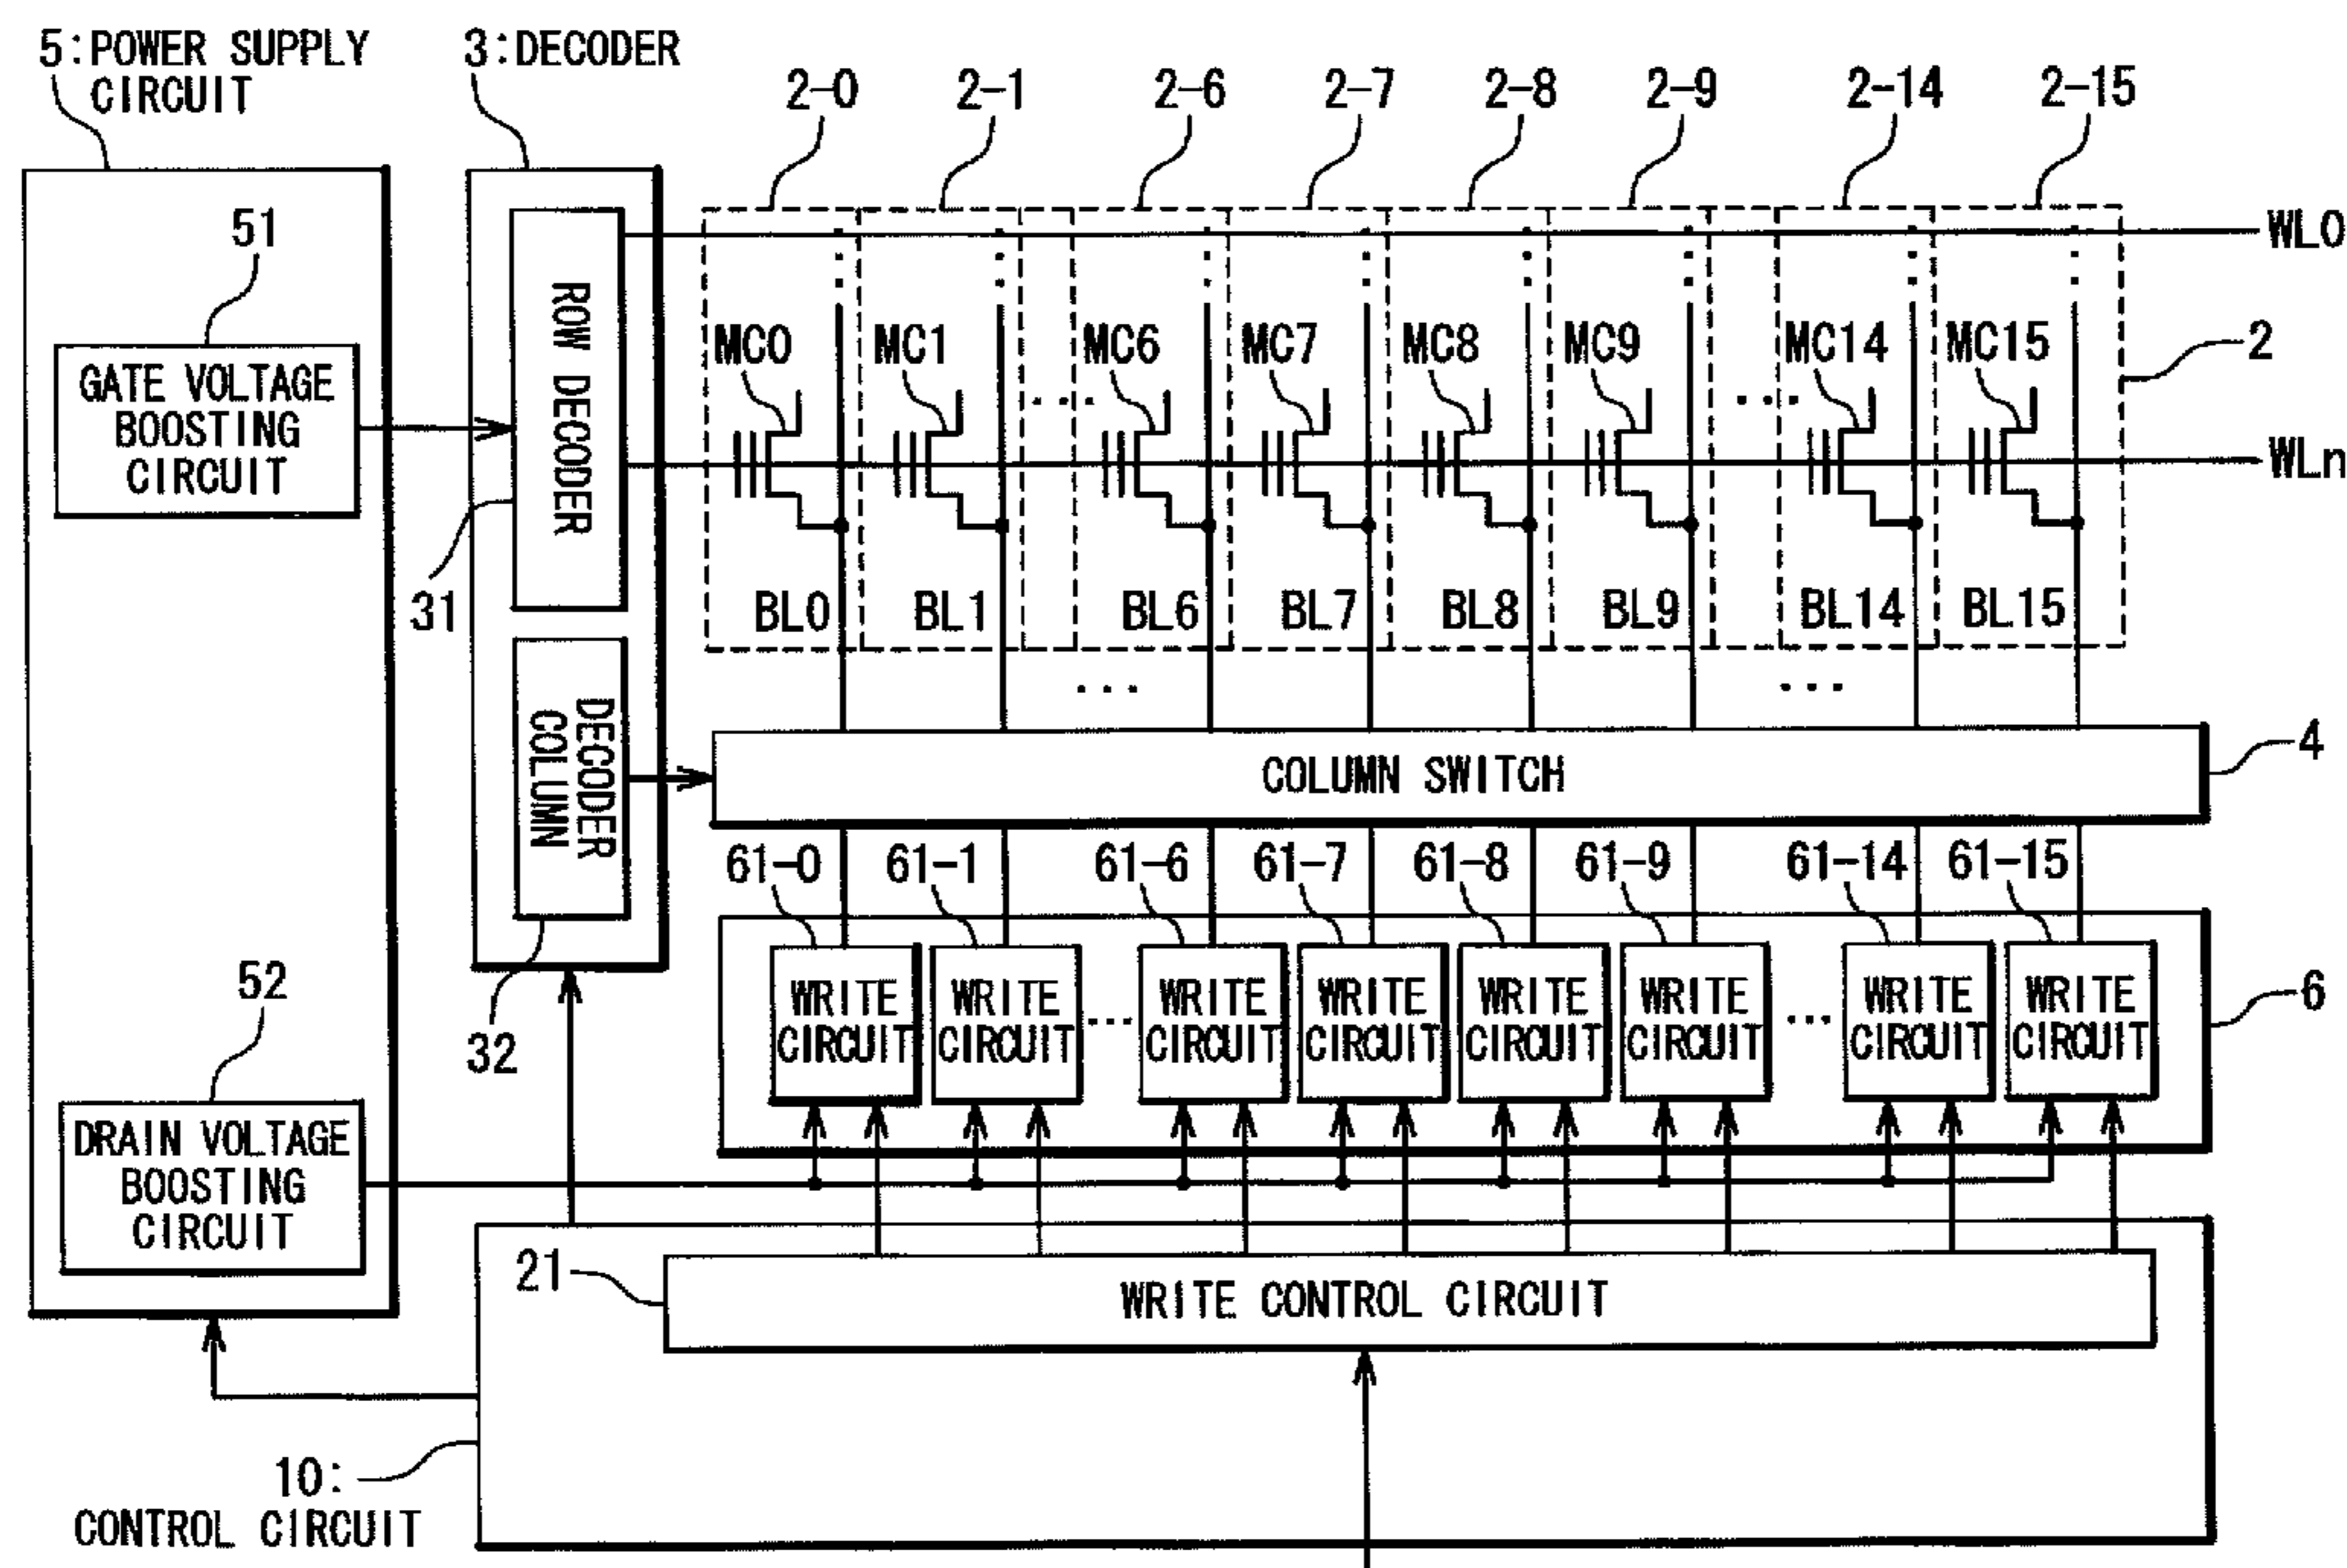 5:POWER SUPPLY
CIRCUIT
3:DECODER
2-0
2-1
2-6
2-7
2-8
2-9
2-14
2-15
51
GATE VOLTAGE
BOOSTING
CIRCUIT
ROW DECODER
31
WL0
MC0
MC1
MC6
MC7
MC8
MC9
MC14
MC15
2
...
...
WLn
BL0
BL1
BL6
BL7
BL8
BL9
BL14
BL15
...
...
DECODER
COLUMN
32
COLUMN SWITCH
4
61-0
61-1
61-6
61-7
61-8
61-9
61-14
61-15
WRITE
CIRCUIT
WRITE
CIRCUIT
...
WRITE
CIRCUIT
WRITE
CIRCUIT
WRITE
CIRCUIT
WRITE
CIRCUIT
...
WRITE
CIRCUIT
WRITE
CIRCUIT
6
52
DRAIN VOLTAGE
BOOSTING
CIRCUIT
21
WRITE CONTROL CIRCUIT
10:
CONTROL CIRCUIT